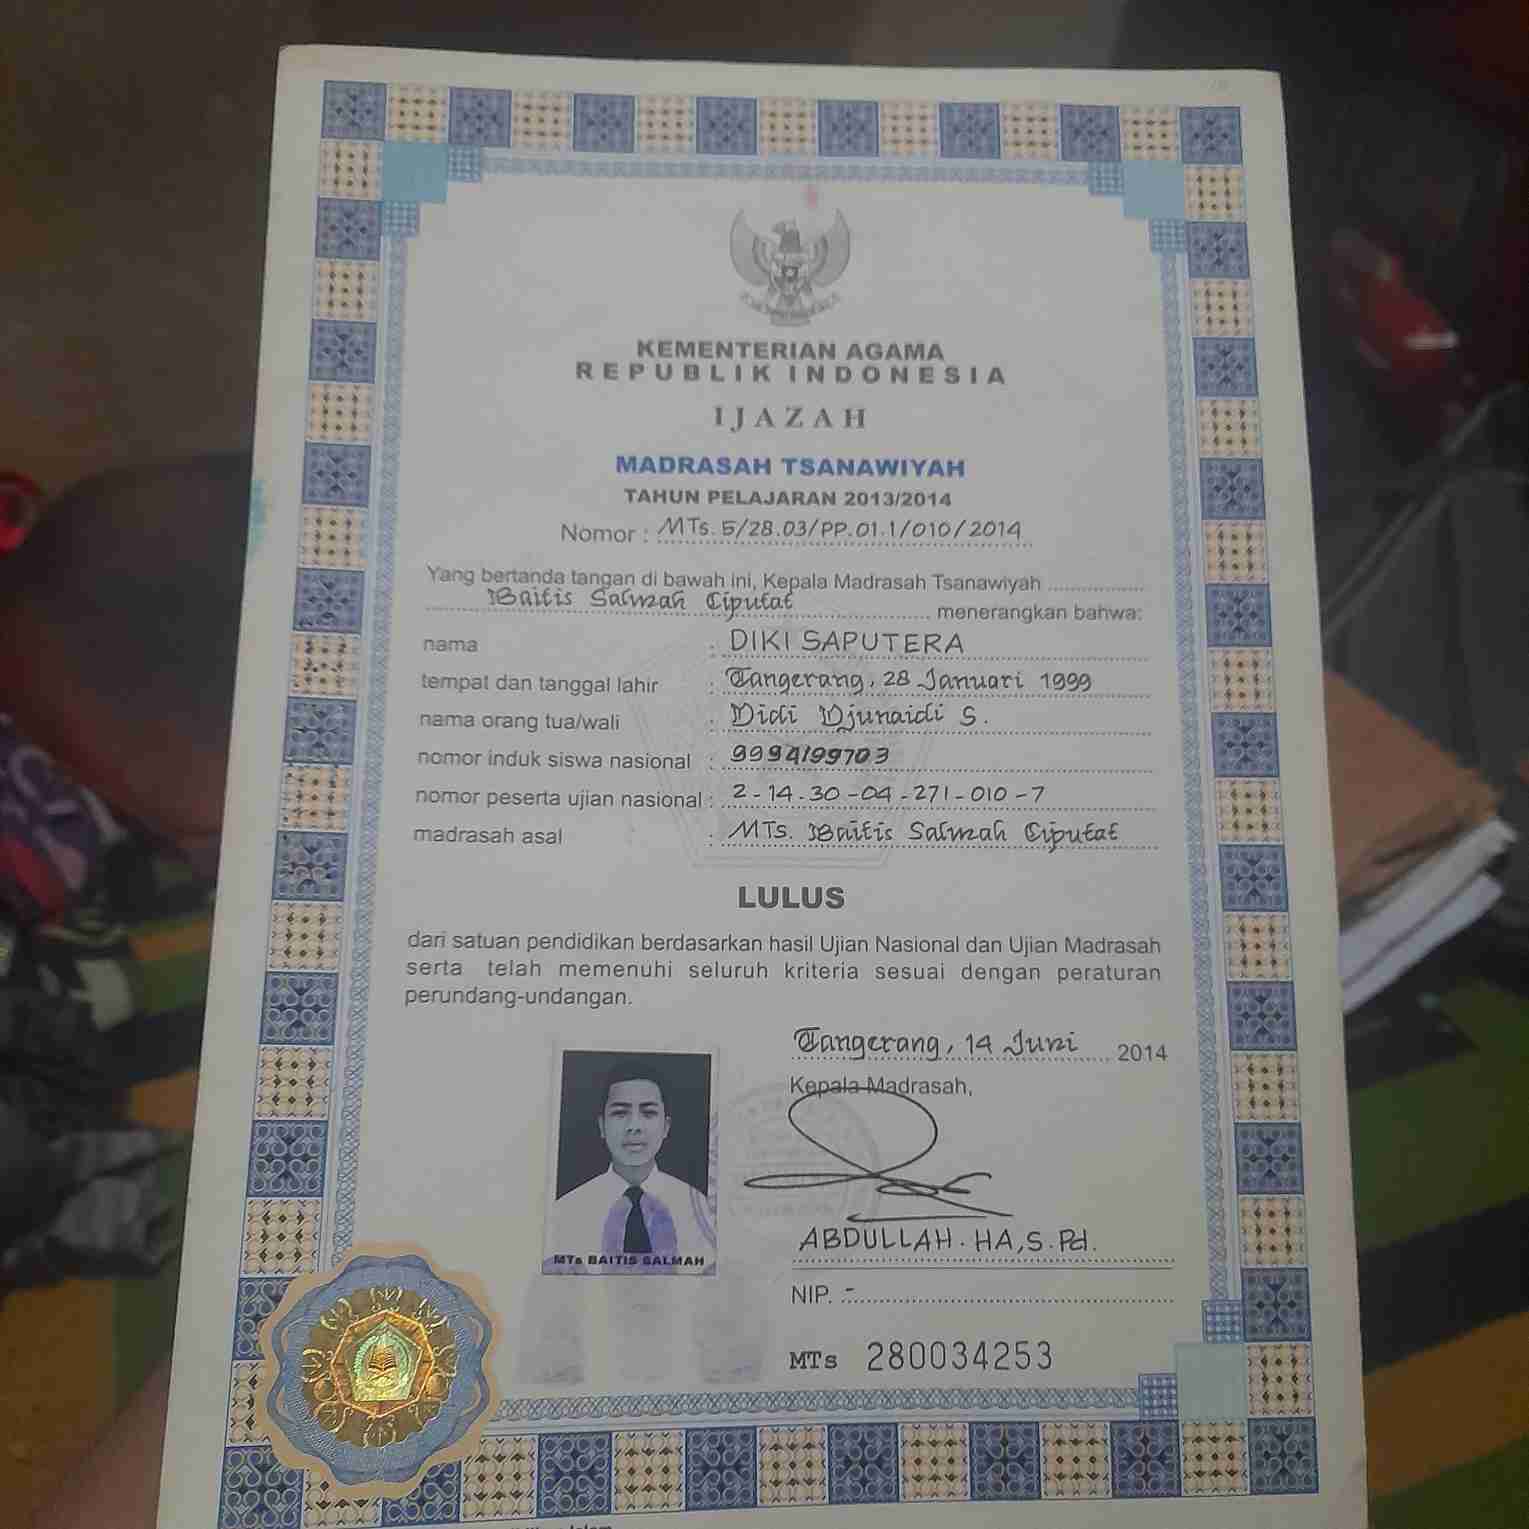 KEMENTERIAN AGAMA
REPUBLIK INDONESIA
IJAZAH
MADRASAH TSANAWIYAH
TAHUN PELAJARAN 2013/2014
Nomor : MTs.5/28.03/PP.01.1/010/2014
Yang bertanda tangan di bawah ini, Kepala Madrasah Tsanawiyah
Baitis Salmah Ciputat menerangkan bahwa:
nama : DIKI SAPUTERA
tempat dan tanggal lahir : Tangerang, 28 Januari 1999
nama orang tua/wali : Didi Djunaidi S.
nomor induk siswa nasional : 9994199703
nomor peserta ujian nasional : 2-14-30-04-271-010-7
madrasah asal : MTs. Baitis Salmah Ciputat
LULUS
dari satuan pendidikan berdasarkan hasil Ujian Nasional dan Ujian Madrasah
serta telah memenuhi seluruh kriteria sesuai dengan peraturan
perundang-undangan.
Tangerang, 14 Juni 2014
Kepala Madrasah,
MTs BAITIS SALMAH
ABDULLAH. HA, S.Pd.
NIP. -
MTs 280034253